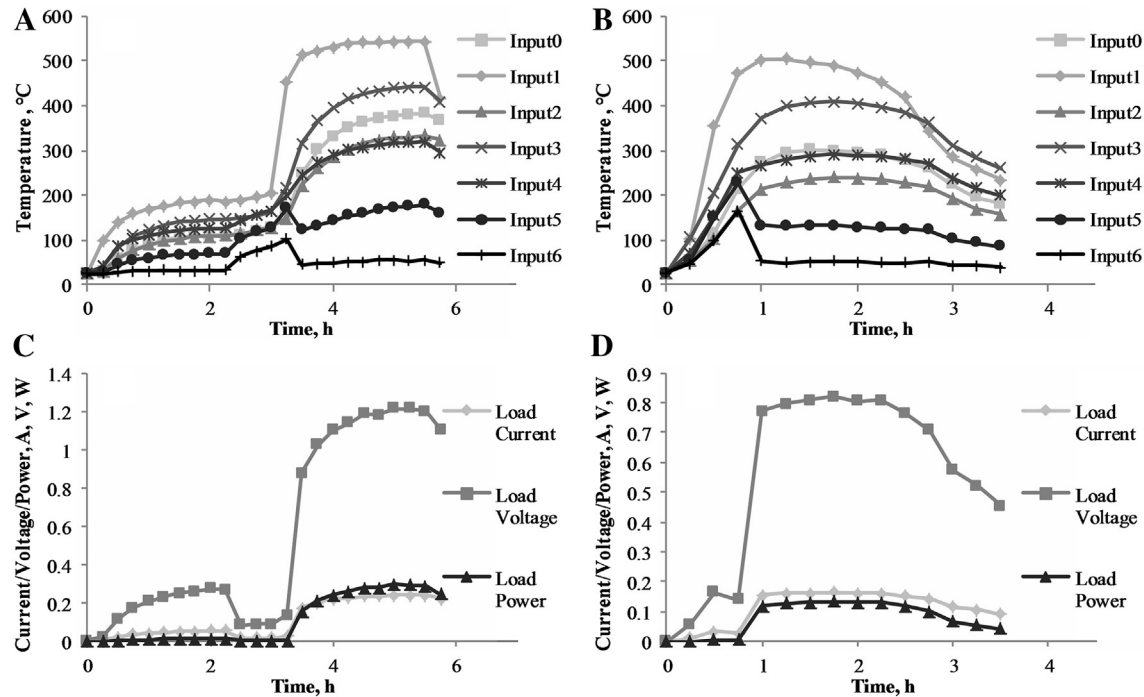 A
Temperature, °C
600
500
400
300
200
100
0
0 2 4 6
Time, h
Input0
Input1
Input2
Input3
Input4
Input5
Input6
B
Temperature, °C
600
500
400
300
200
100
0
0 1 2 3 4
Time, h
Input0
Input1
Input2
Input3
Input4
Input5
Input6
C
Current/Voltage/Power, A, V, W
1.4
1.2
1
0.8
0.6
0.4
0.2
0
0 2 4 6
Time, h
Load
Current
Load
Voltage
Load
Power
D
Current/Voltage/Power, A, V, W
0.9
0.8
0.7
0.6
0.5
0.4
0.3
0.2
0.1
0
0 1 2 3 4
Time, h
Load
Current
Load
Voltage
Load
Power